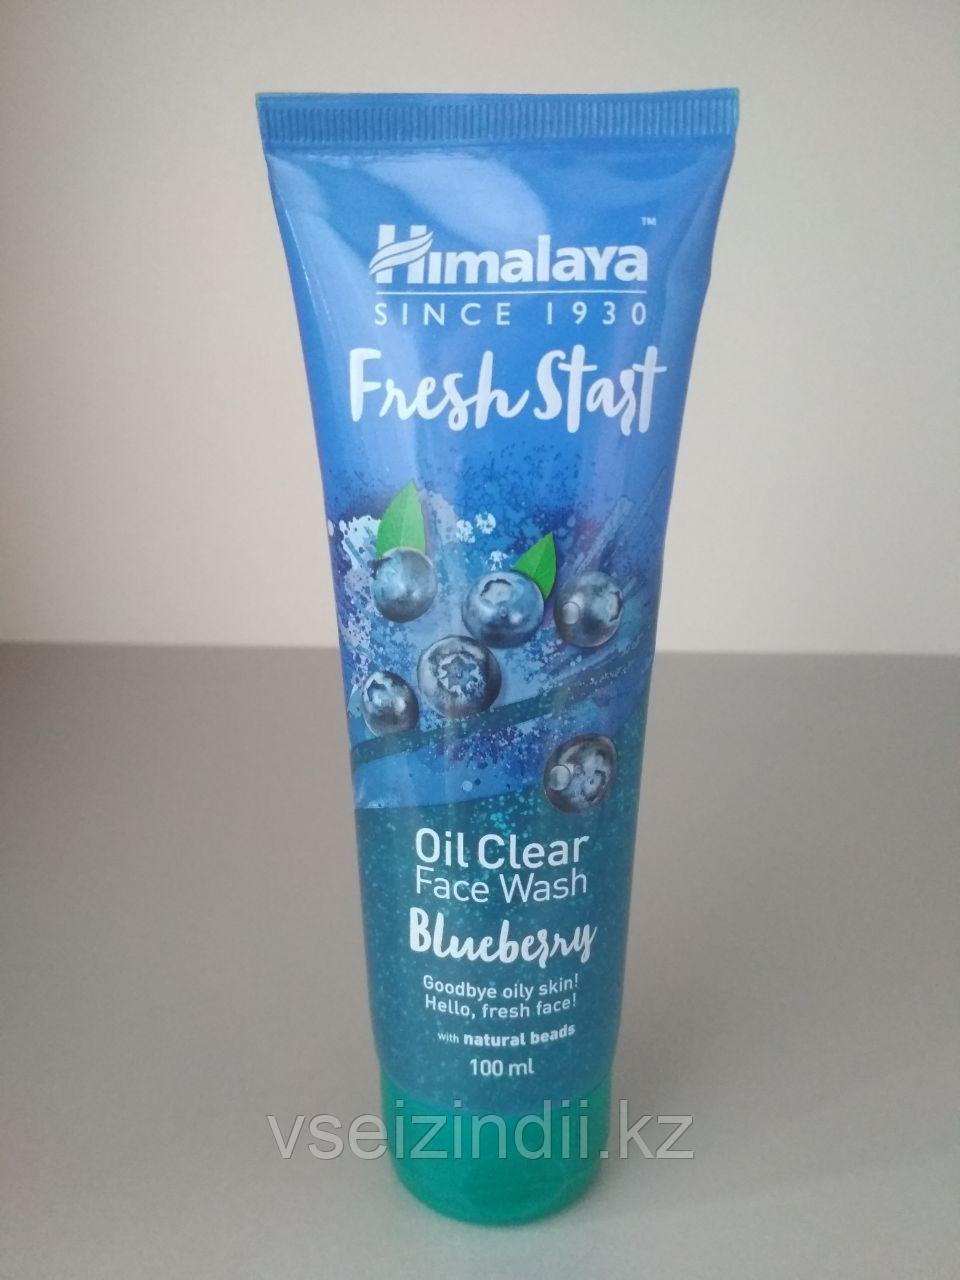 Himalaya™
SINCE 1930
Fresh Start
Oil Clear
Face Wash
Blueberry
Goodbye oily skin!
Hello, fresh face!
with natural beads
100 ml
vseizindii.kz